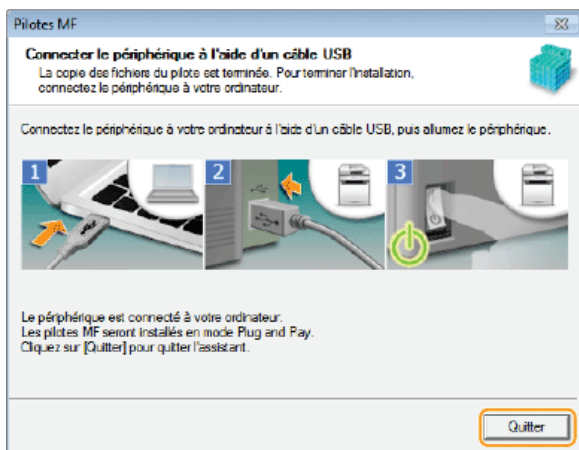 Pilotes MF
Connecter le périphérique à l'aide d'un câble USB
La copie des fichiers du pilote est terminée. Pour terminer l'installation,
connectez le périphérique à votre ordinateur.
Connectez le périphérique à votre ordinateur à l'aide d'un câble USB, puis allumez le périphérique.
1
2
3
Le périphérique est connecté à votre ordinateur.
Les pilotes MF seront installés en mode Plug and Pay.
Cliquez sur [Quitter] pour quitter l'assistant.
Quitter